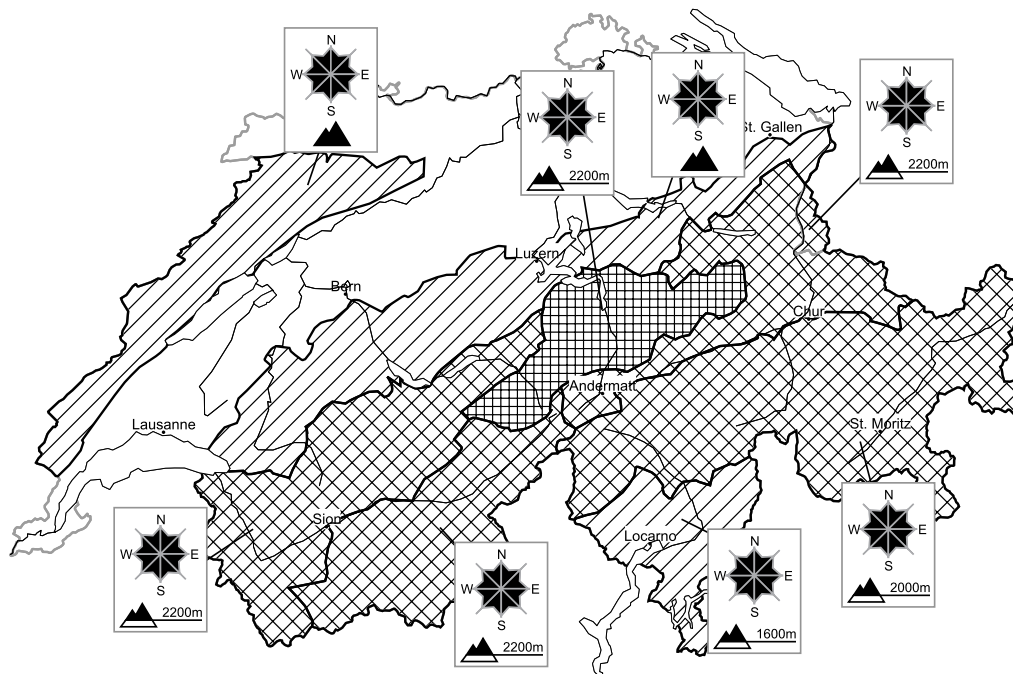 N
W E
S
N
W E
S
2200m
N
W E
S
St. Gallen
N
W E
S
2200m
Luzern
Bern
Chur
Andermatt
Lausanne
St. Moritz
Sion
Locarno
N
W E
S
2200m
N
W E
S
2200m
N
W E
S
1600m
N
W E
S
2000m